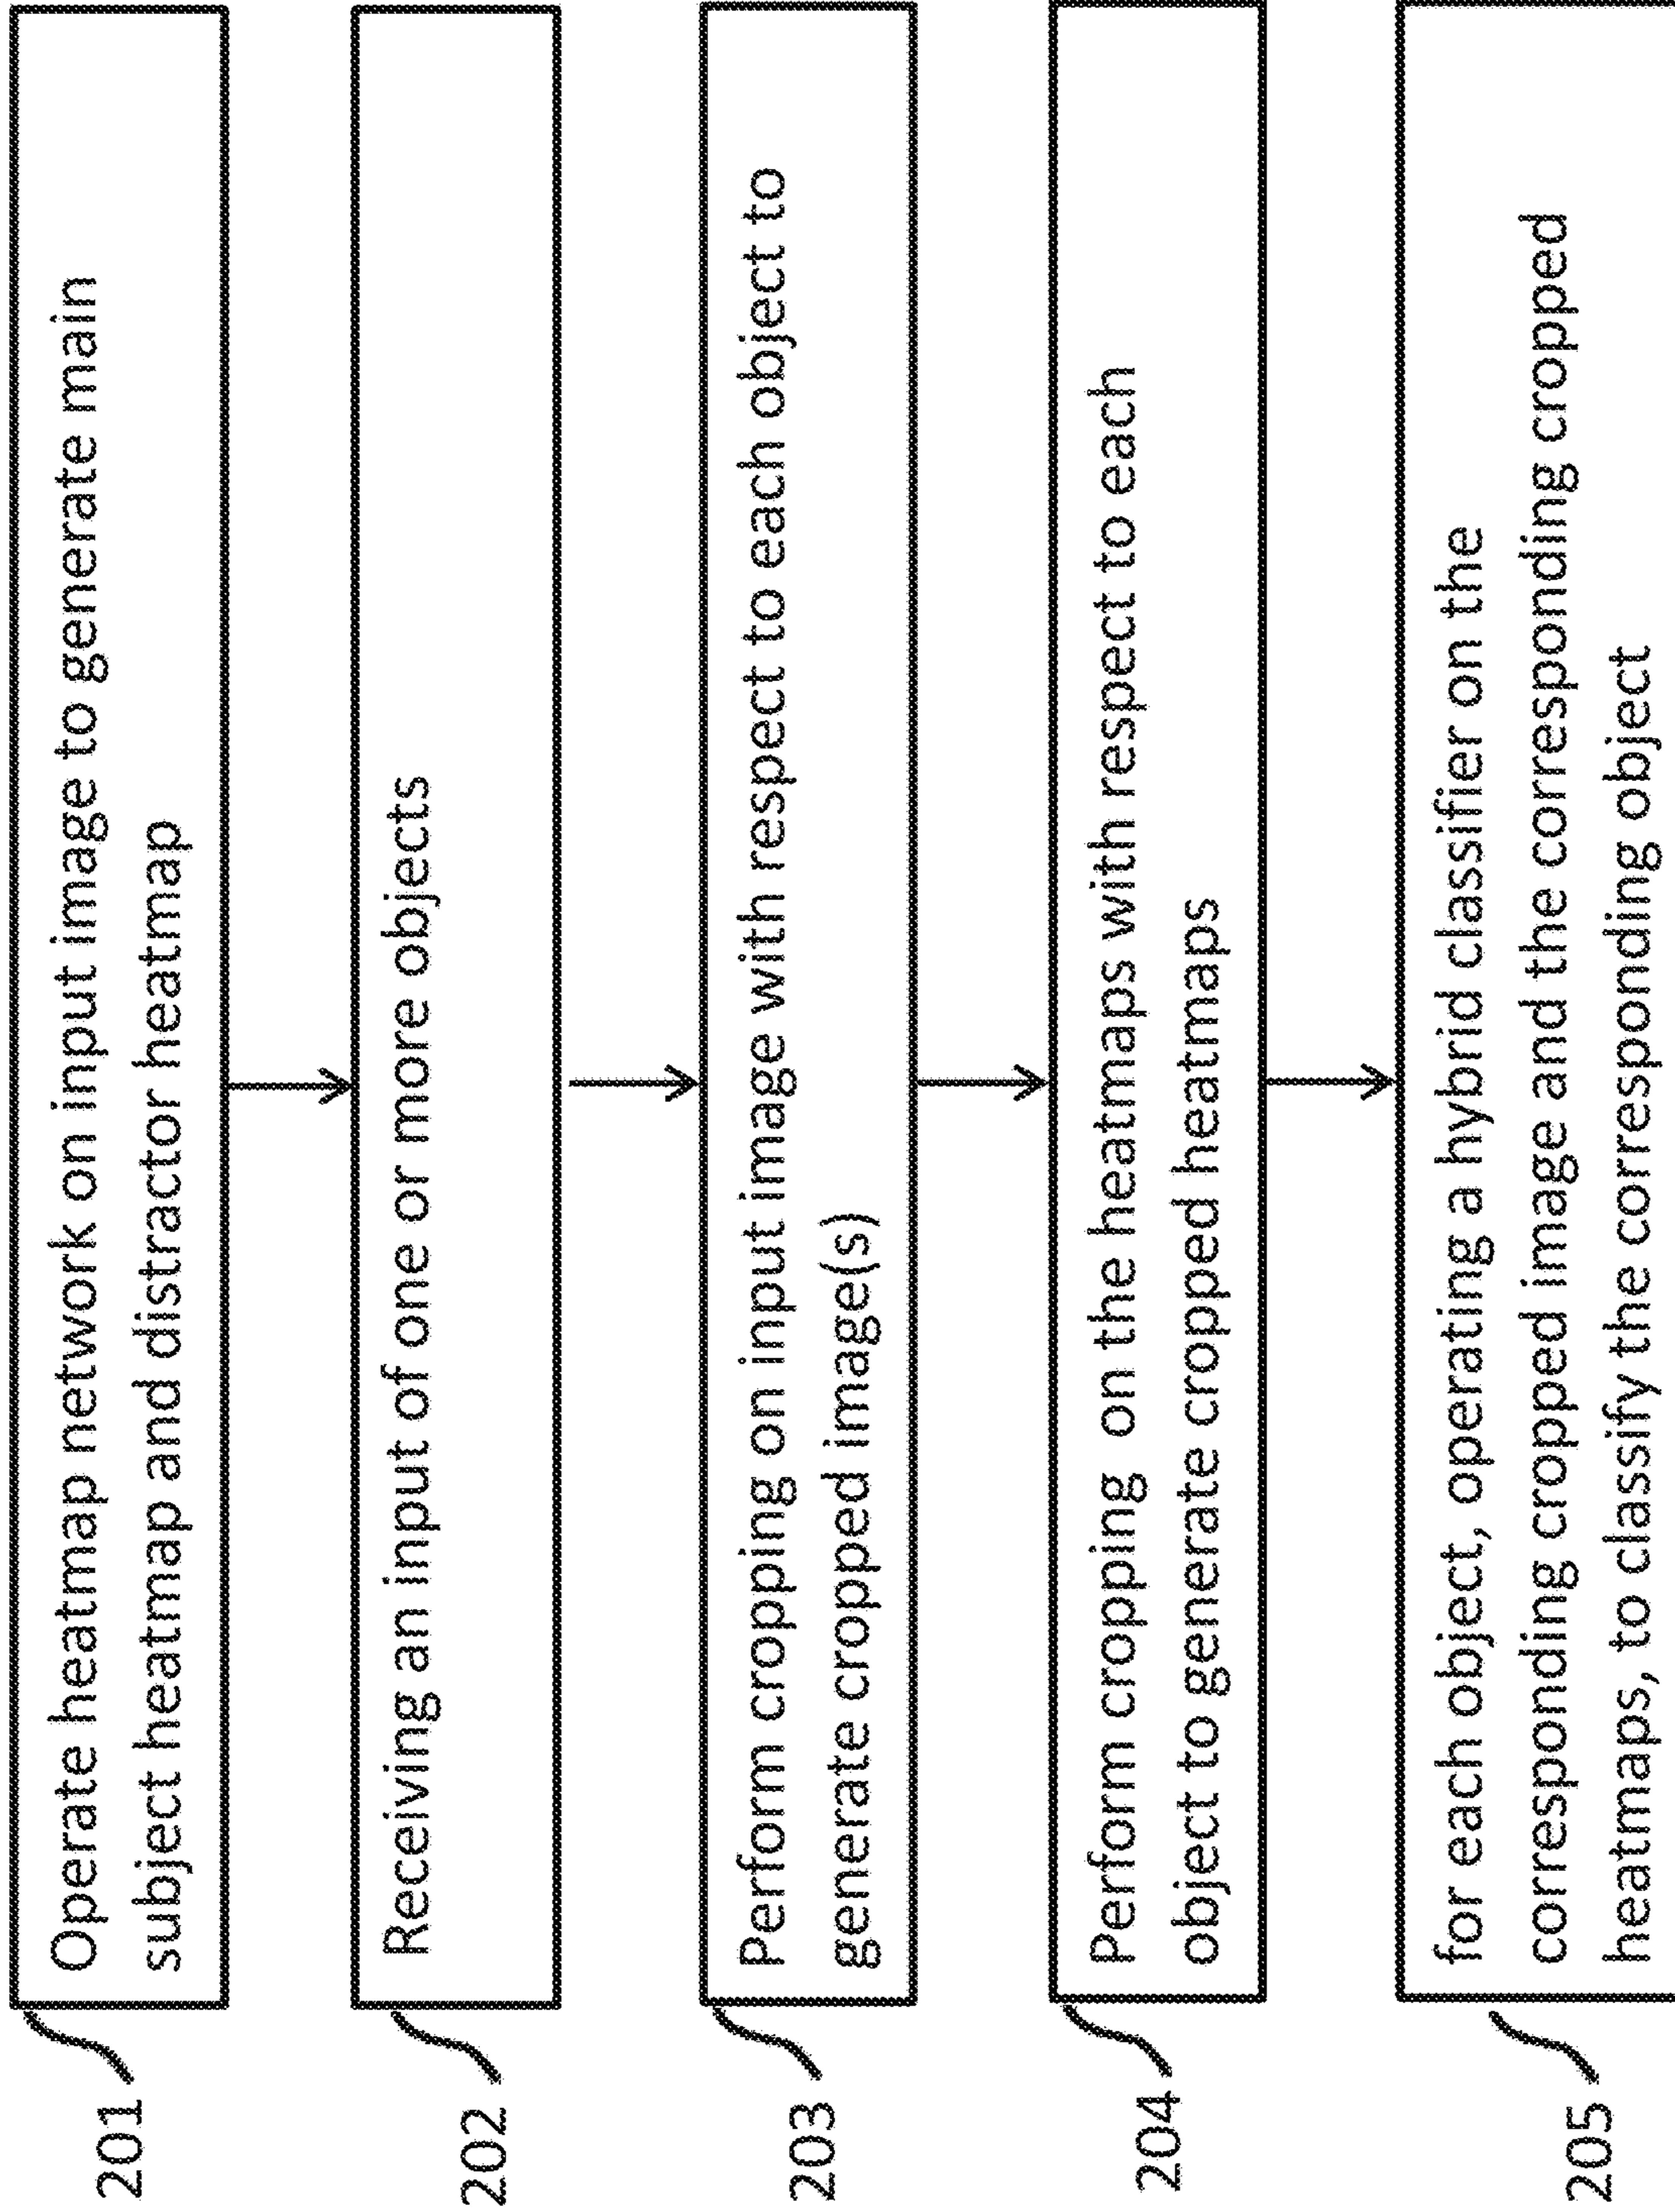 201
Operate heatmap network on input image to generate main
subject heatmap and distractor heatmap
202
Receiving an input of one or more objects
203
Perform cropping on input image with respect to each object to
generate cropped image(s)
204
Perform cropping on the heatmaps with respect to each
object to generate cropped heatmaps
205
for each object, operating a hybrid classifier on the
corresponding cropped image and the corresponding cropped
heatmaps, to classify the corresponding object